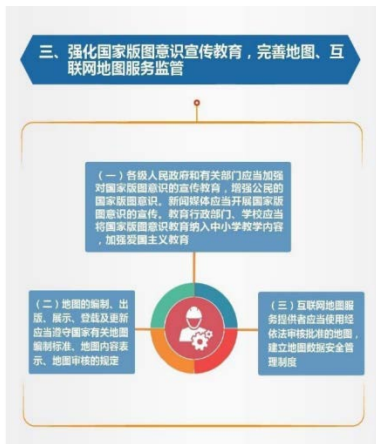 三、强化国家版图意识宣传教育，完善地图、互
联网地图服务监管
（一）各级人民政府和有关部门应当加强
对国家版图意识的宣传教育，增强公民的
国家版图意识。新闻媒体应当开展国家版
图意识的宣传。教育行政部门、学校应当
将国家版图意识教育纳入中小学教学内容
，加强爱国主义教育
（二）地图的编制、出
版、展示、登载及更新
应当遵守国家有关地图
编制标准、地图内容表
示、地图审核的规定
（三）互联网地图服
务提供者应当使用经
依法审核批准的地图，
建立地图数据安全管
理制度